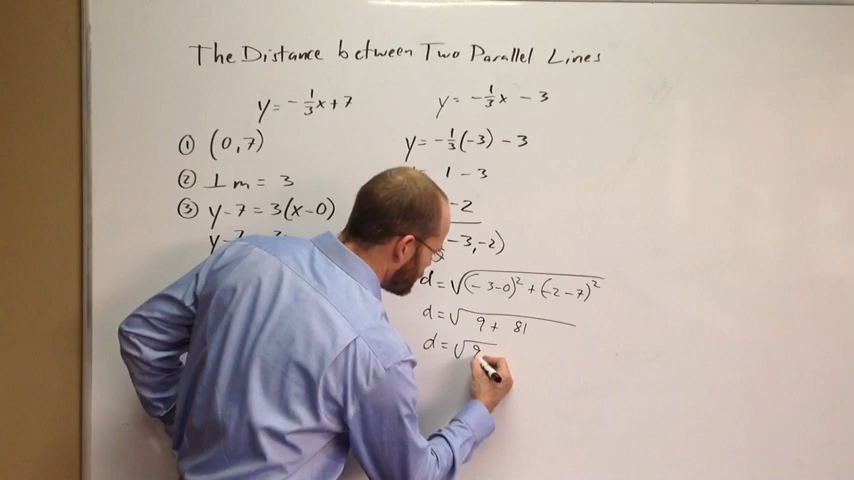 The Distance between Two Parallel Lines
y = -1/3x + 7
y = -1/3x - 3
① (0,7)
② ⊥ m = 3
③ y - 7 = 3(x - 0)
y = -1/3(-3) - 3
1 - 3
-2
-3, -2)
d = √(-3-0)² + (-2-7)²
d = √9 + 81
d = √9